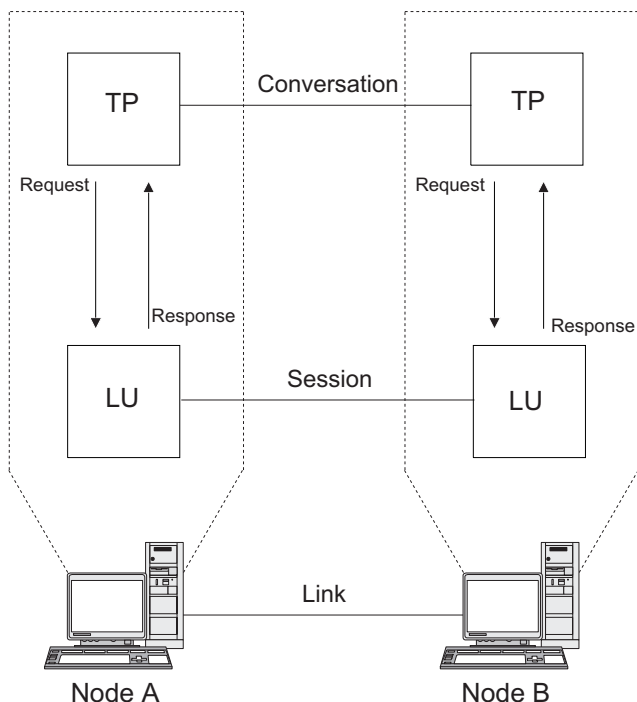 Conversation
TP
TP
Request
Request
Response
Response
LU
Session
LU
Link
Node A
Node B